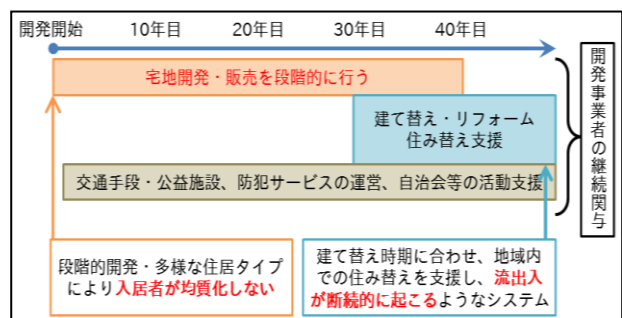 開発開始 10年目 20年目 30年目 40年目
宅地開発・販売を段階的に行う
建て替え・リフォーム
住み替え支援
交通手段・公益施設、防犯サービスの運営、自治会等の活動支援
開発事業者の継続関与
段階的開発・多様な住居タイプ
により入居者が均質化しない
建て替え時期に合わせ、地域内
での住み替えを支援し、流出入
が断続的に起こるようなシステム